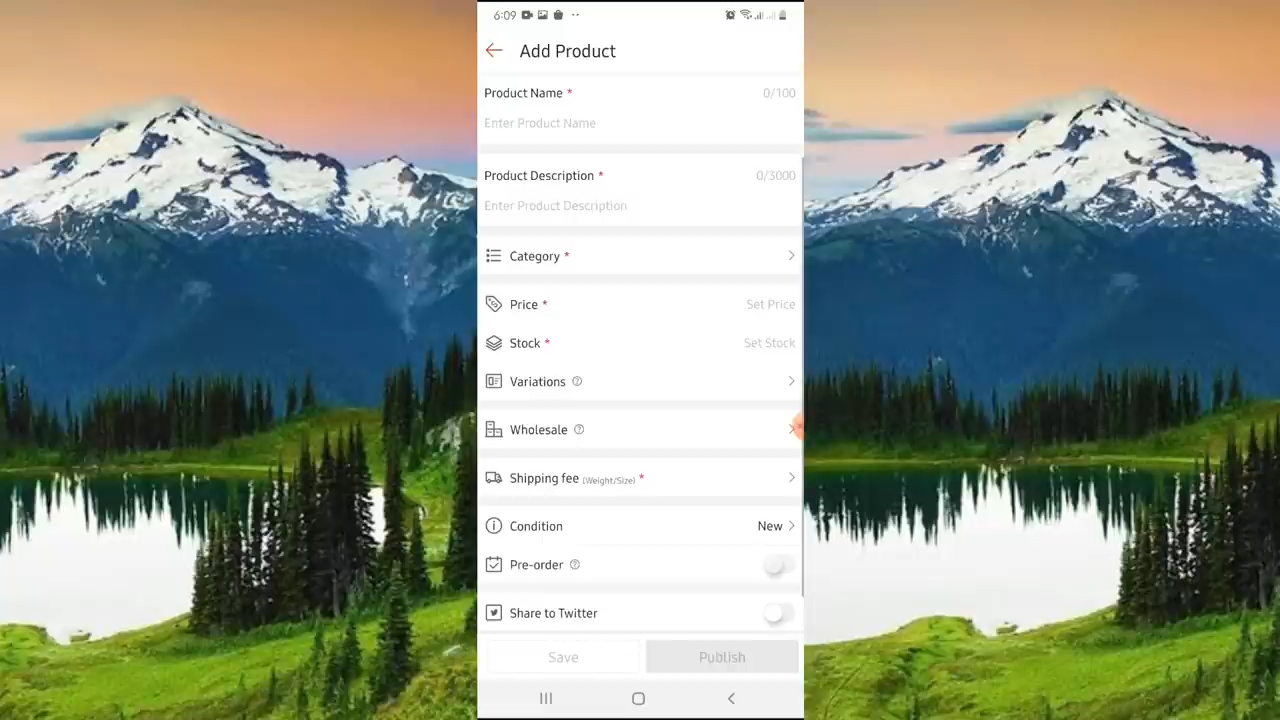 6:09
Add Product
Product Name * 0/100
Enter Product Name
Product Description * 0/3000
Enter Product Description
Category *
Price * Set Price
Stock * Set Stock
Variations
Wholesale
Shipping fee (Weight/Size) *
Condition New
Pre-order
Share to Twitter
Save Publish